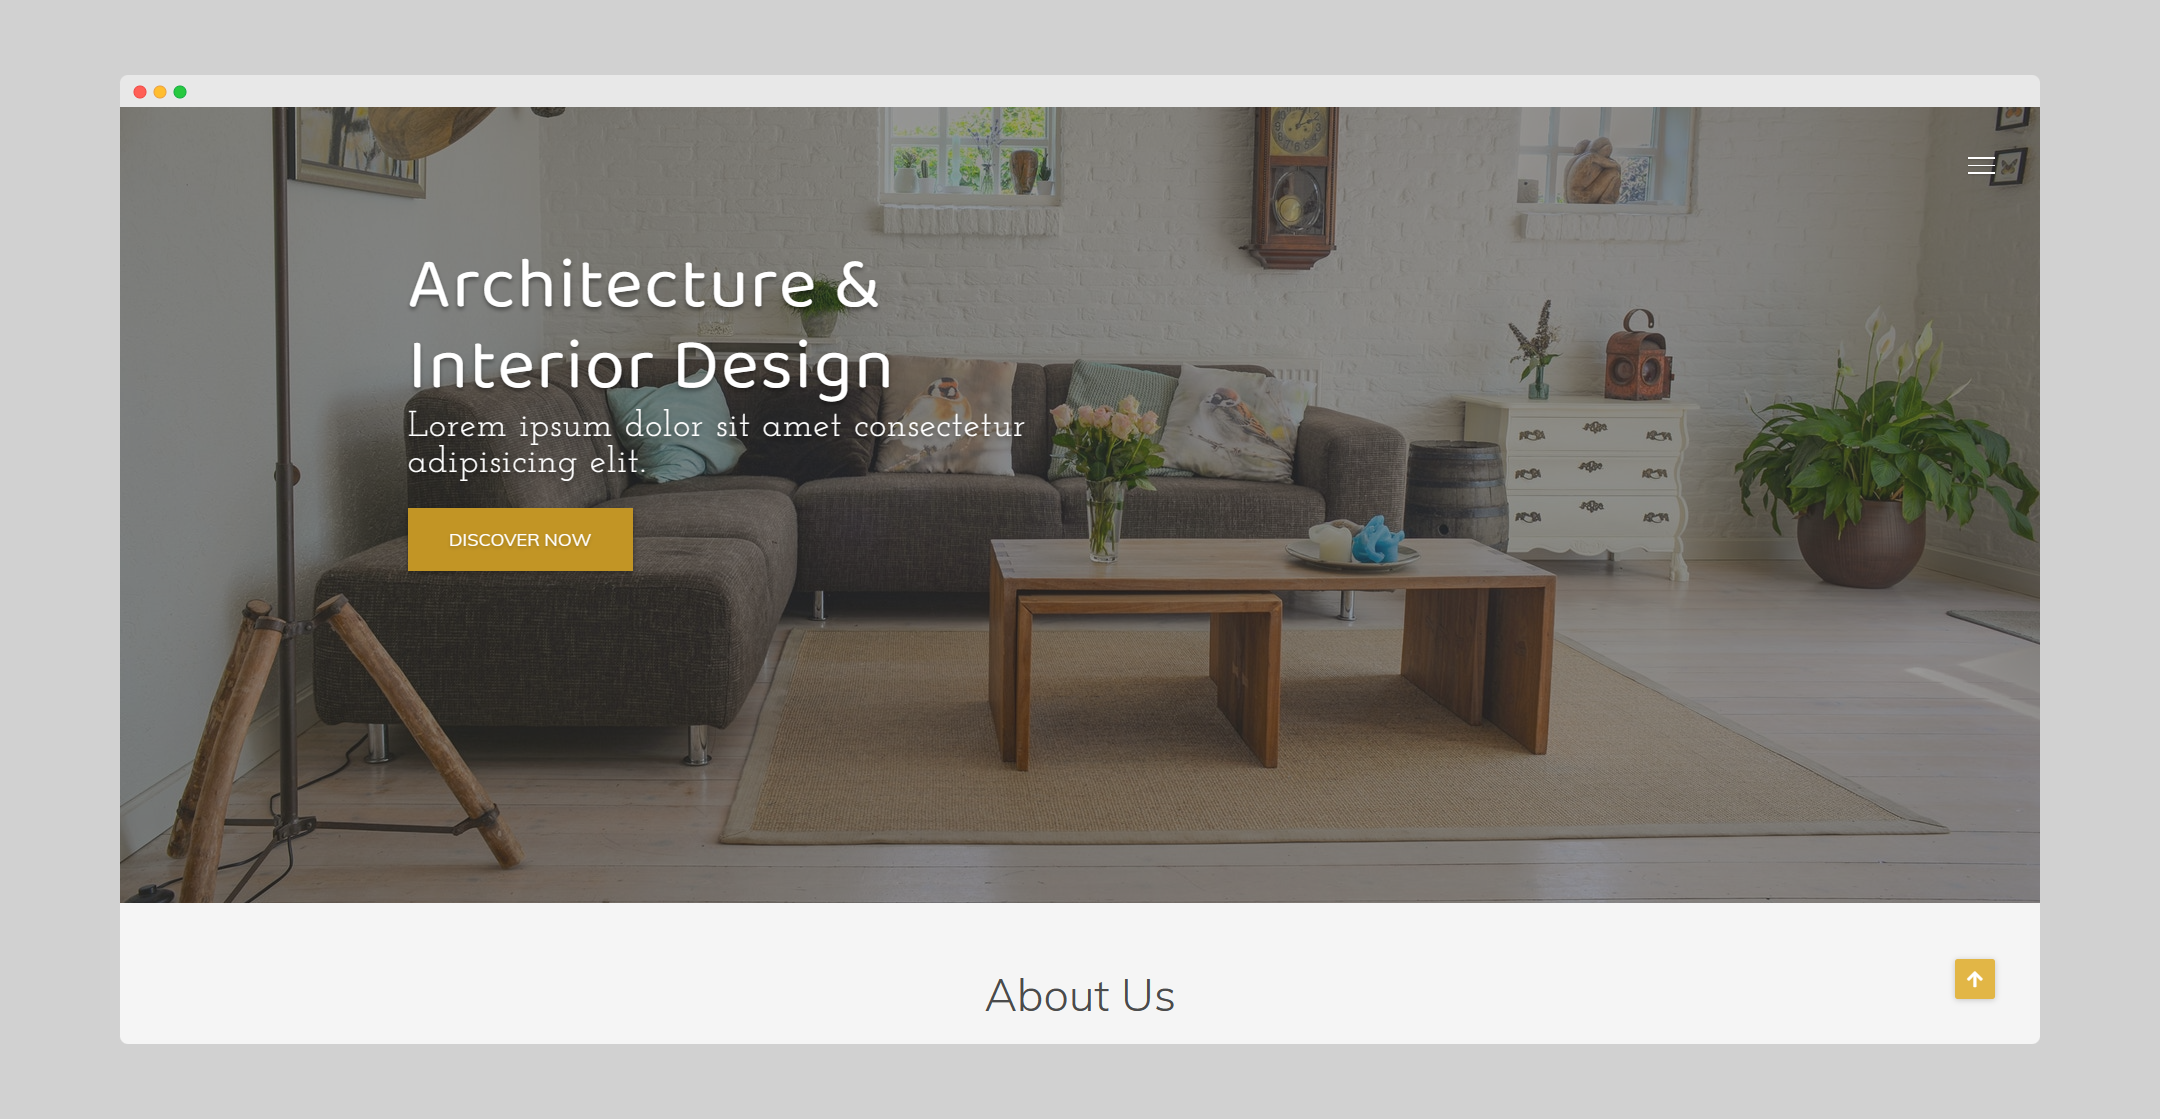 Architecture &
Interior Design
Lorem ipsum dolor sit amet consectetur
adipisicing elit.
DISCOVER NOW
About Us